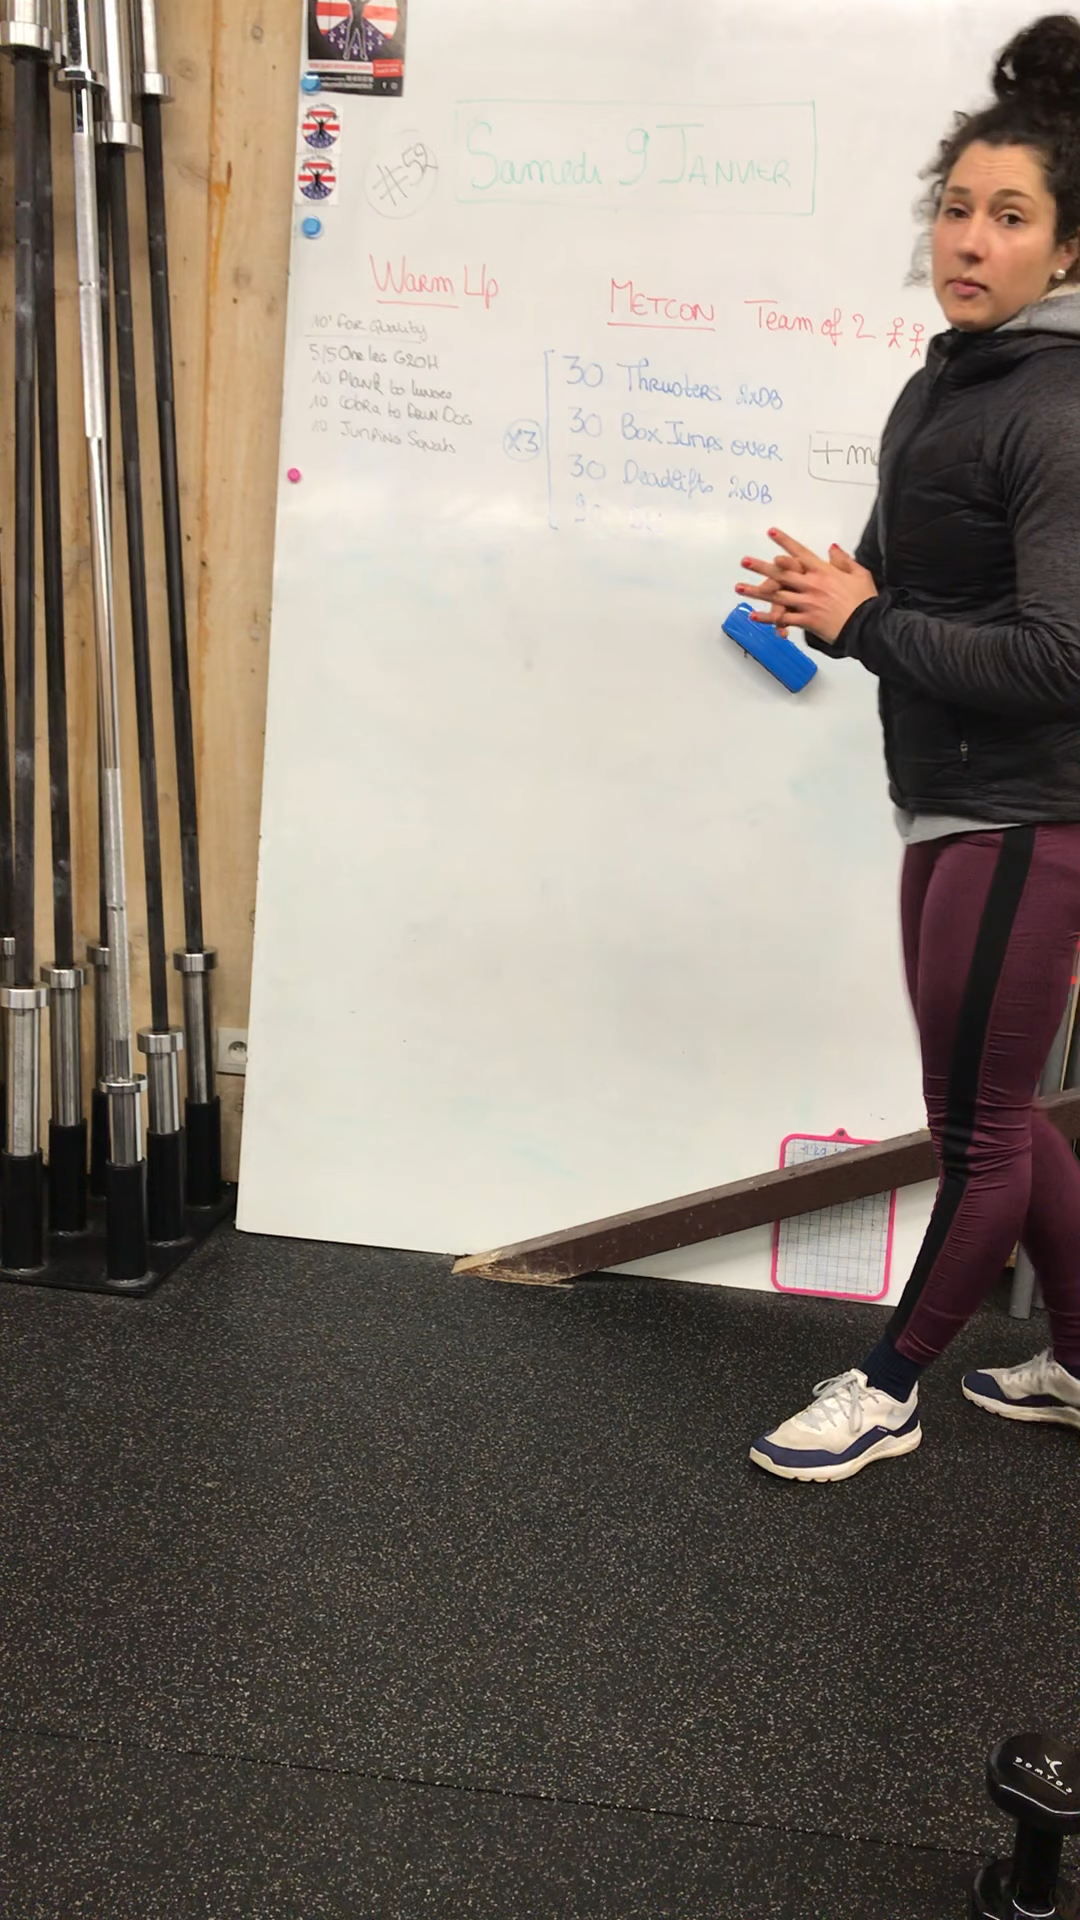 #52
Samedi 9 JANVIER
WARM Up
10' FOR Quality
5/5 One leg G2OH
10 Plank to lunges
10 COBRA to DOWN DOG
10 JUMPING Squats
METCON Team of 2
x3
30 Thrusters 2xDB
30 Box Jumps over
30 Deadlifts 2xDB
+m
DOMYOS